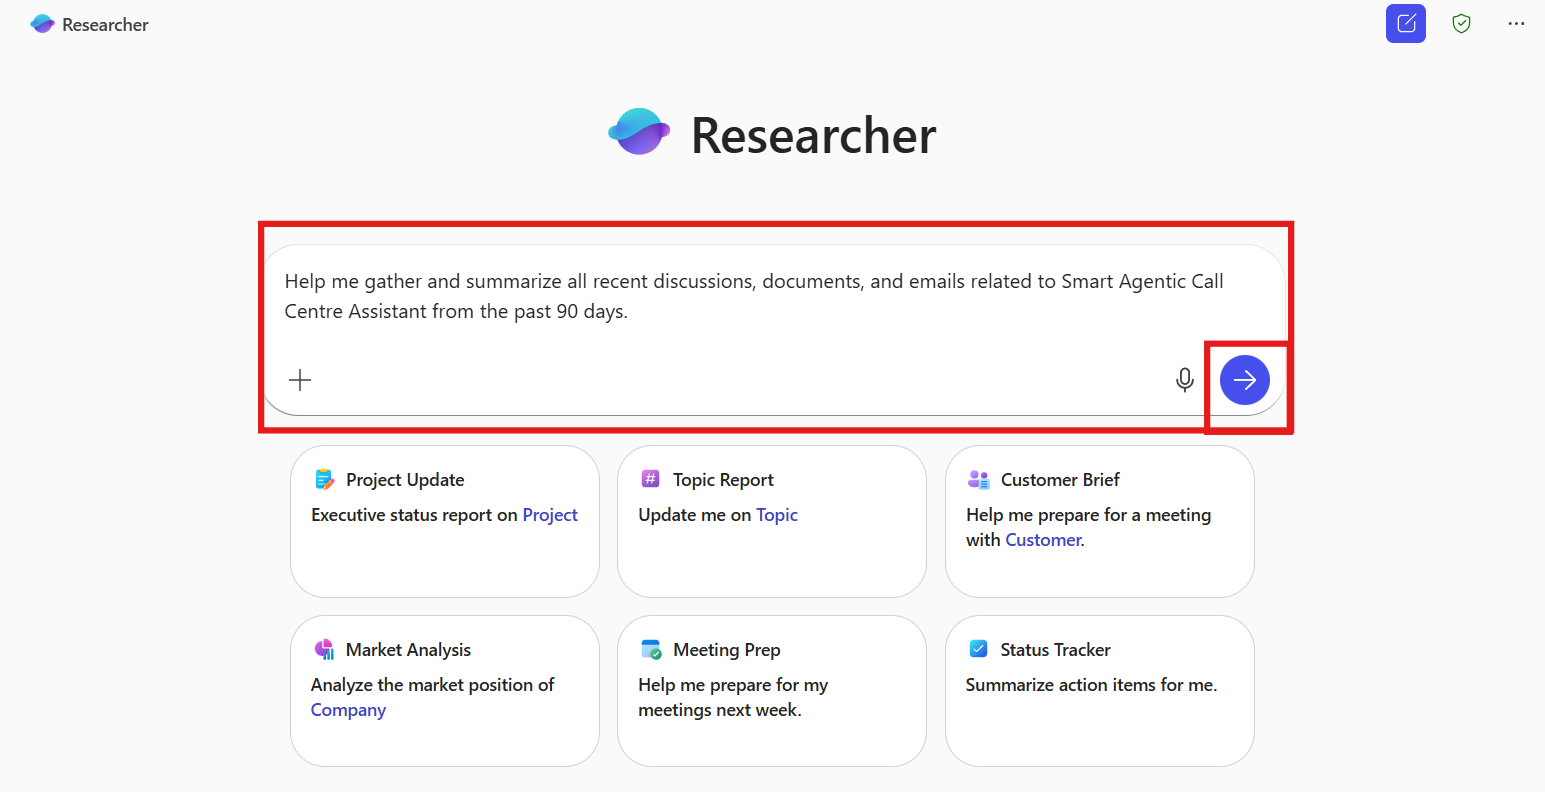 Researcher
Researcher
Help me gather and summarize all recent discussions, documents, and emails related to Smart Agentic Call
Centre Assistant from the past 90 days.
Project Update
Executive status report on Project
Topic Report
Update me on Topic
Customer Brief
Help me prepare for a meeting
with Customer.
Market Analysis
Analyze the market position of
Company
Meeting Prep
Help me prepare for my
meetings next week.
Status Tracker
Summarize action items for me.